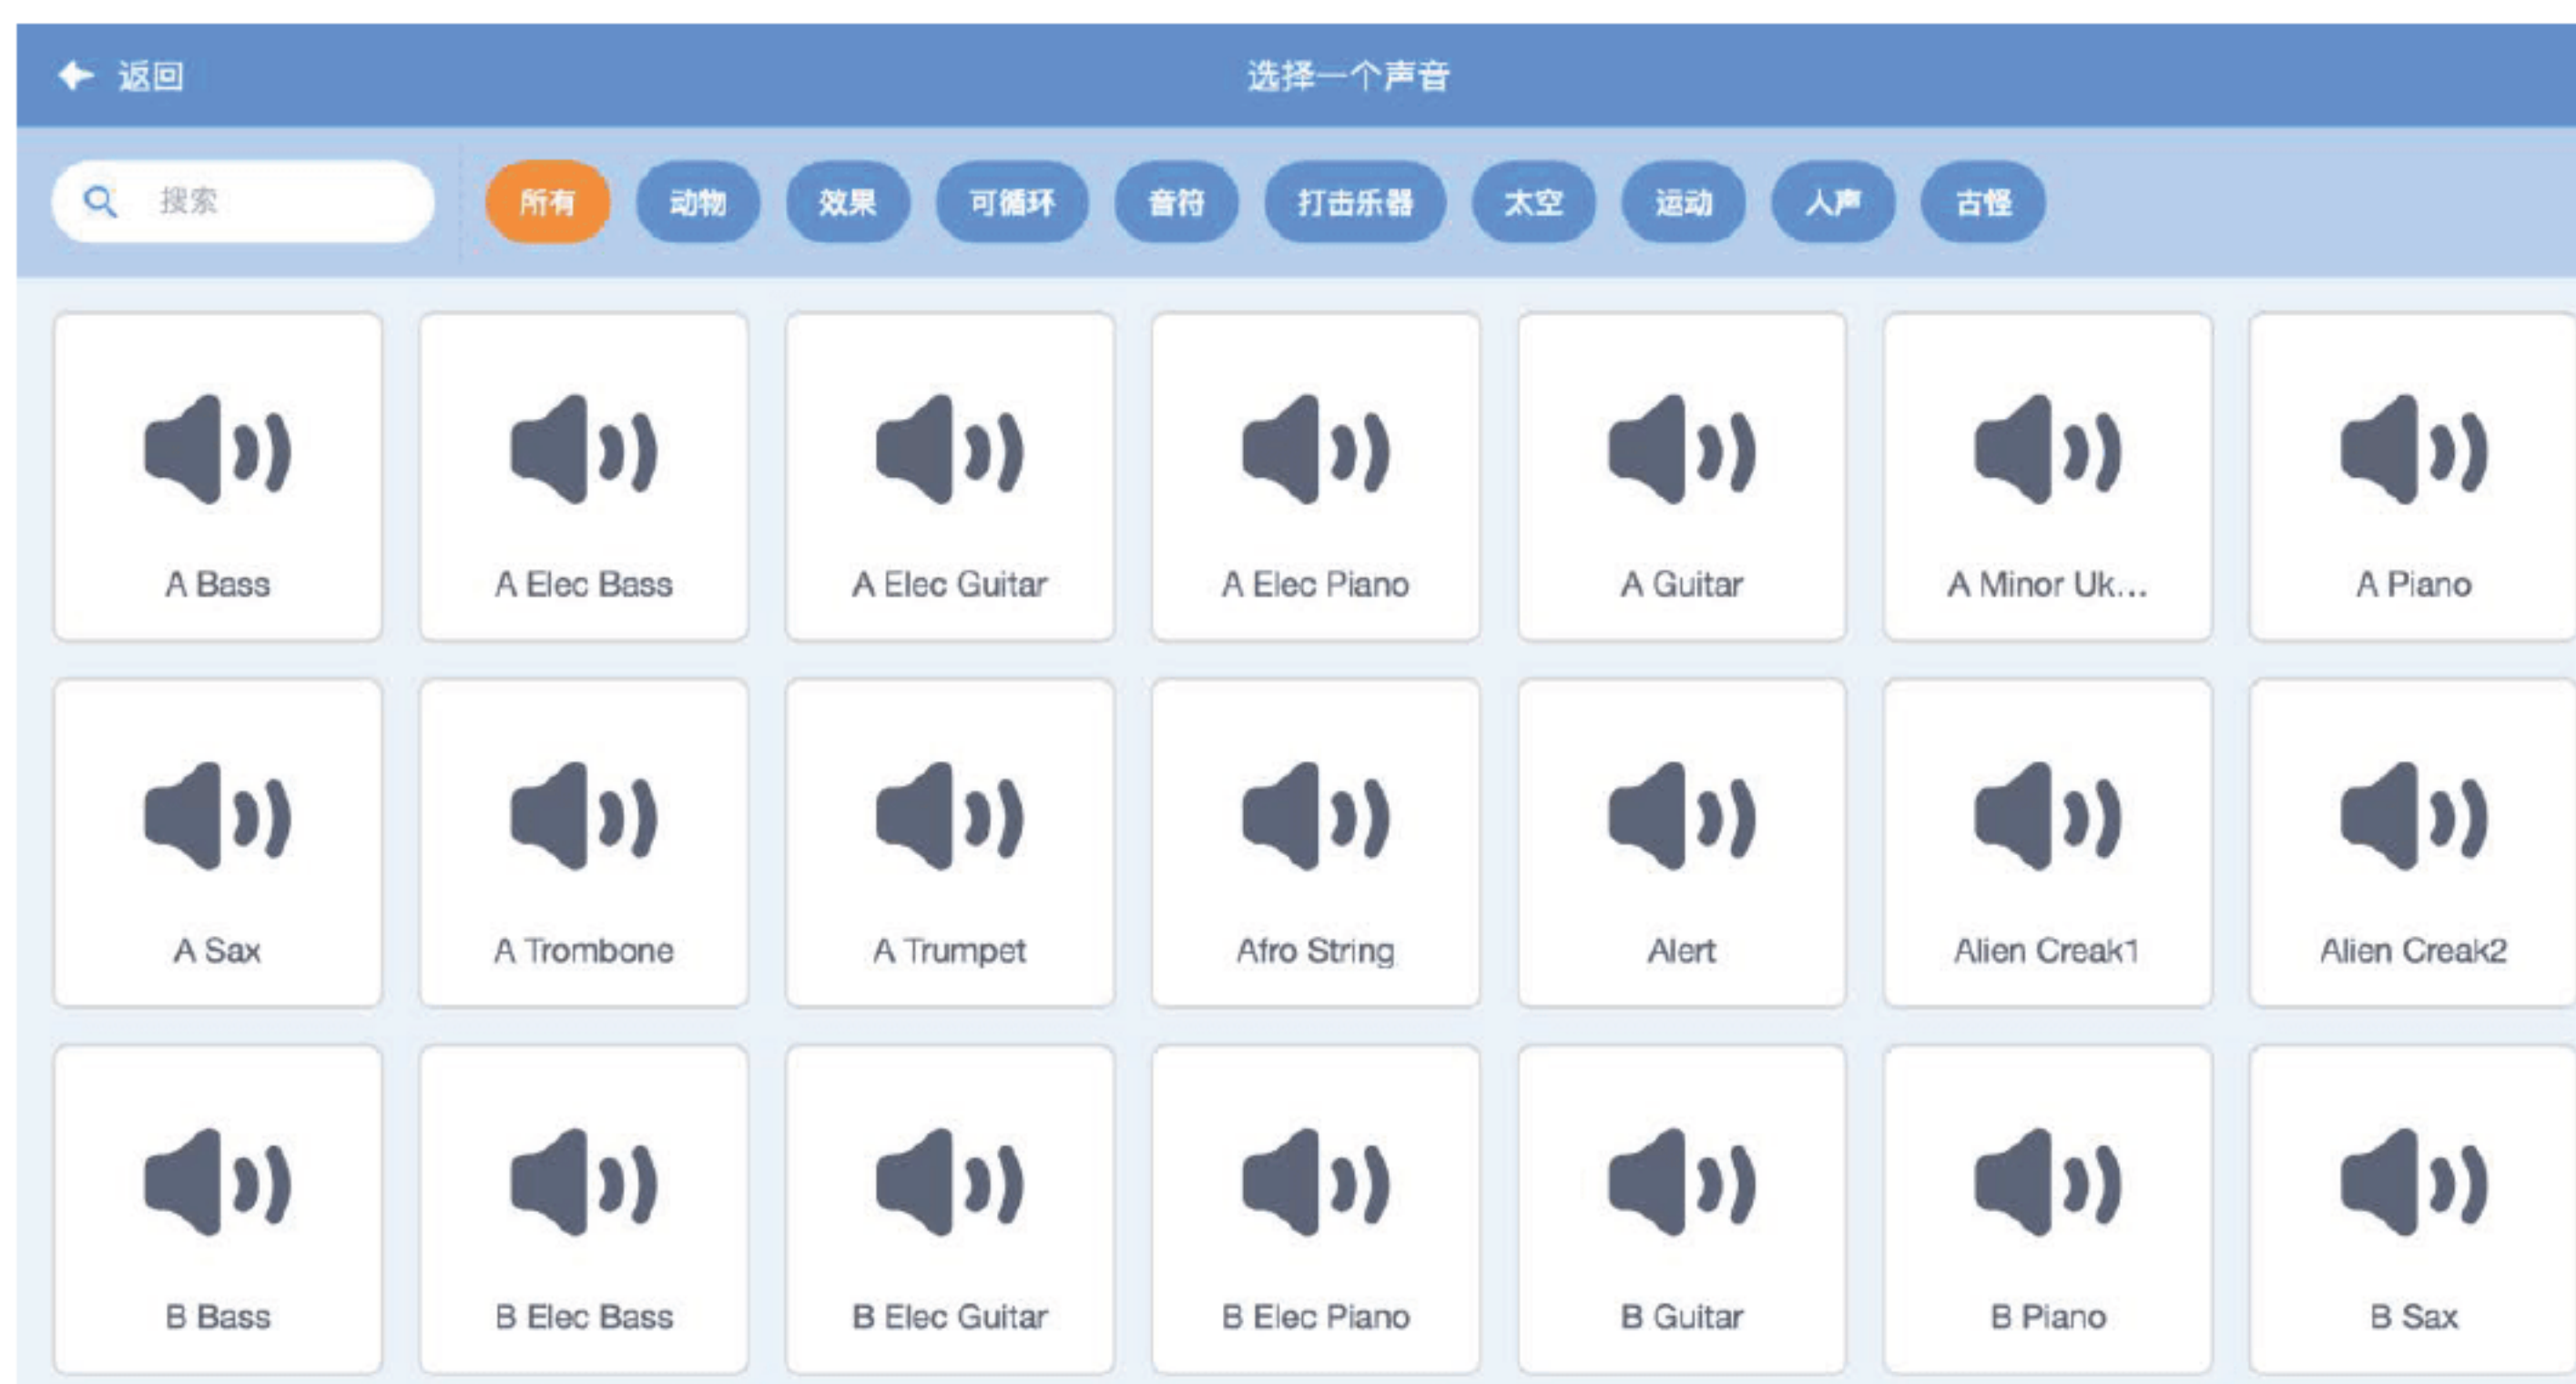 返回 选择一个声音
搜索 所有 动物 效果 可循环 音符 打击乐器 太空 运动 人声 古怪
A Bass A Elec Bass A Elec Guitar A Elec Piano A Guitar A Minor Uk... A Piano
A Sax A Trombone A Trumpet Afro String Alert Alien Creak1 Alien Creak2
B Bass B Elec Bass B Elec Guitar B Elec Piano B Guitar B Piano B Sax